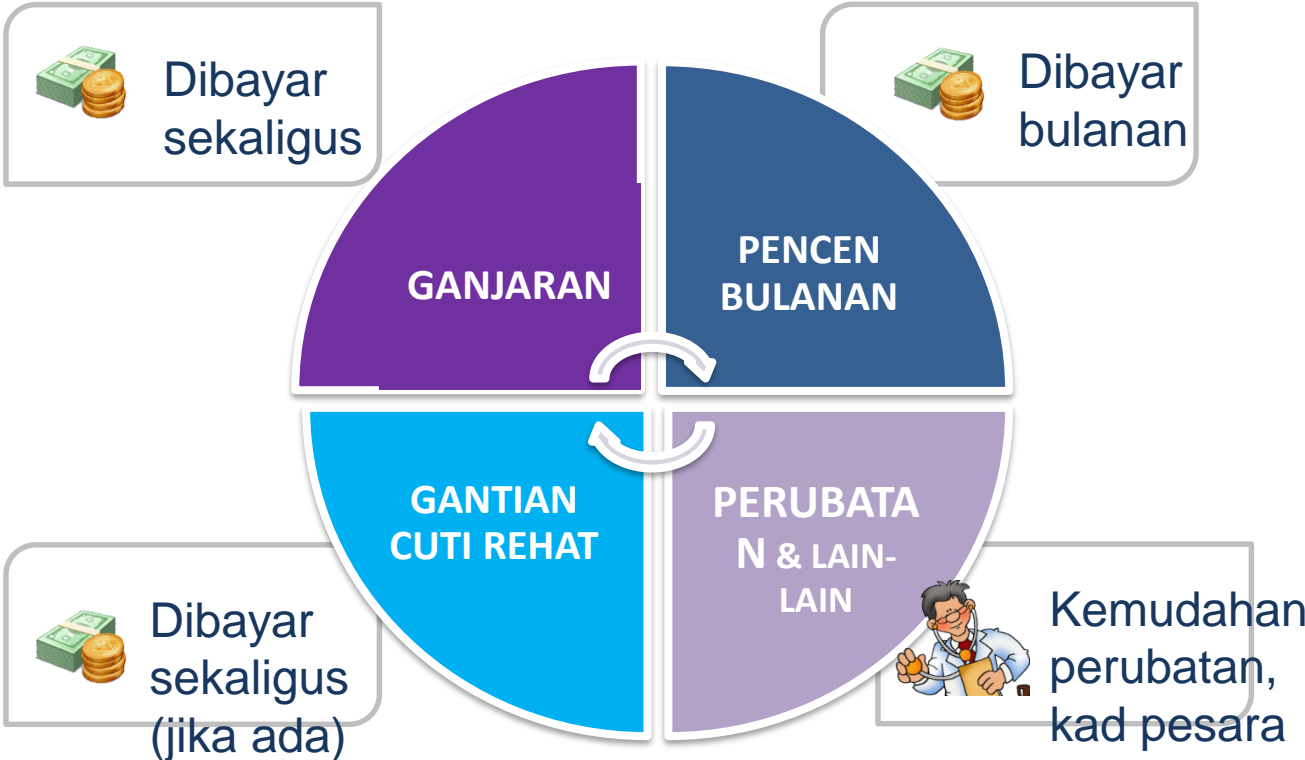 Dibayar
sekaligus
Dibayar
bulanan
GANJARAN
PENCEN
BULANAN
GANTIAN
CUTI REHAT
PERUBATA
N & LAIN-
LAIN
Dibayar
sekaligus
(jika ada)
Kemudahan
perubatan,
kad pesara